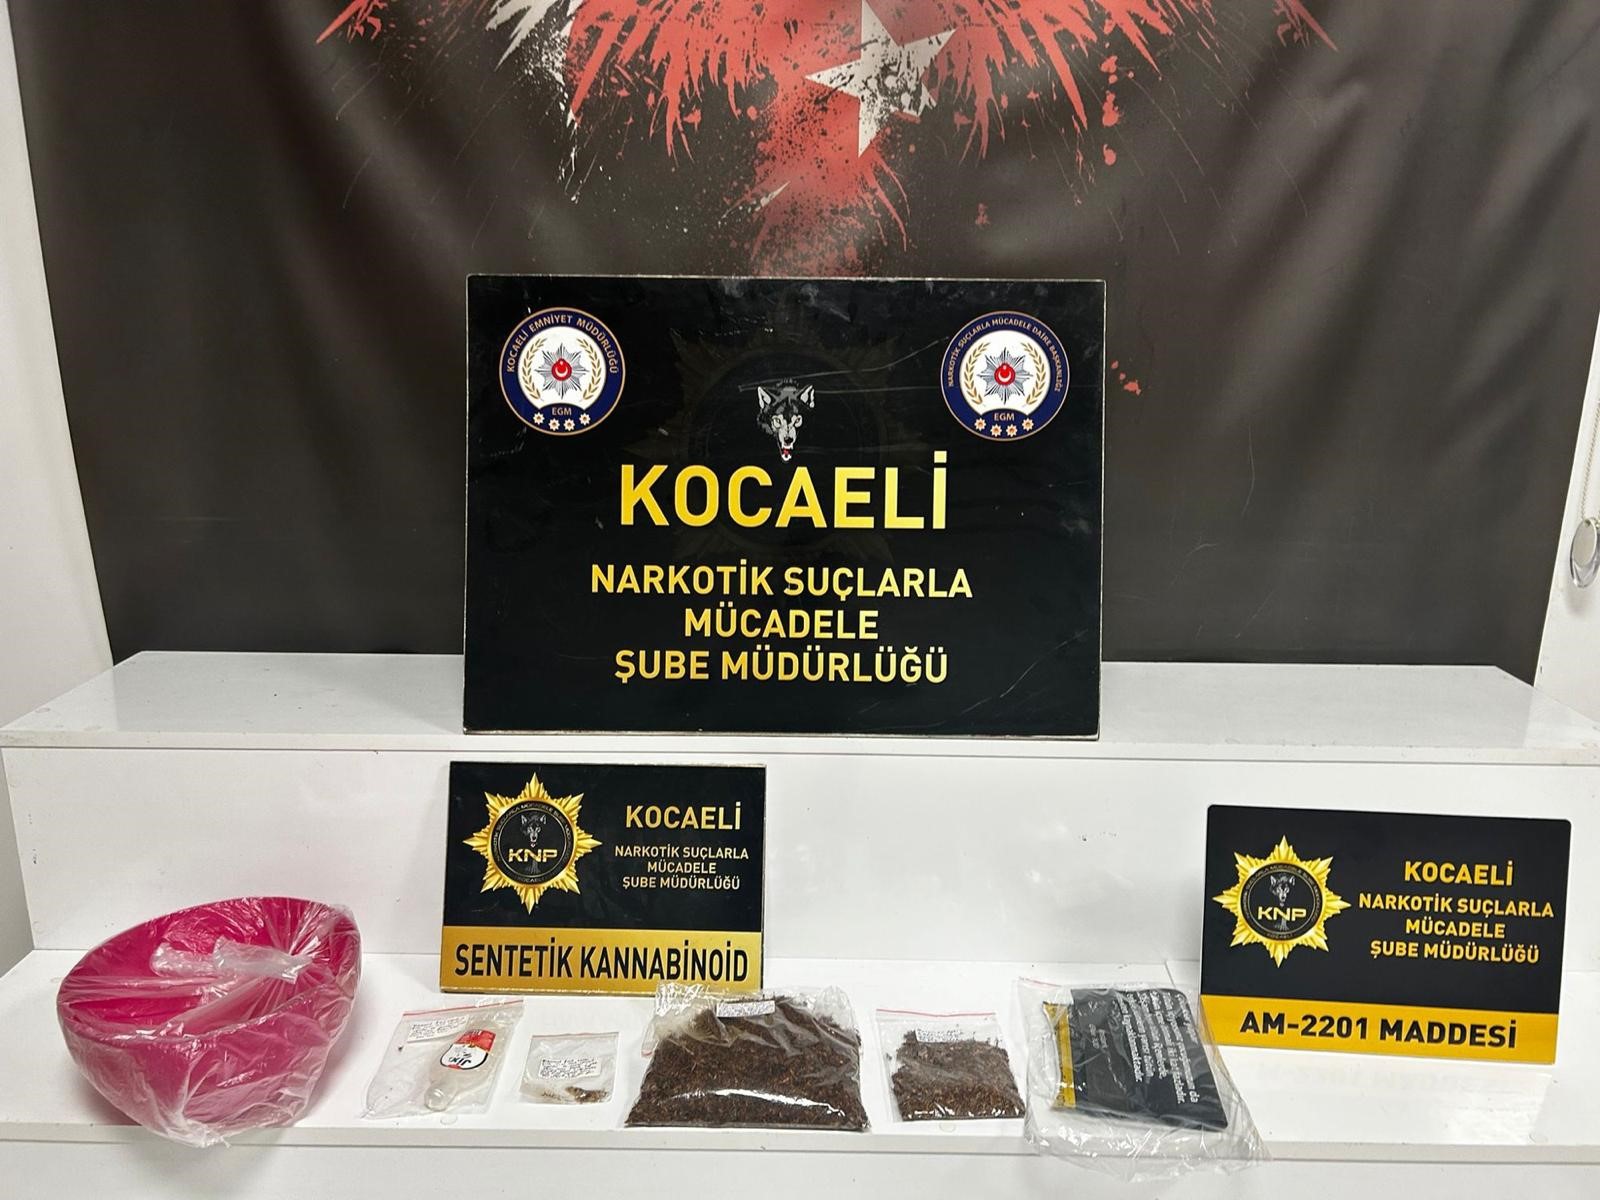 KOCAELİ EMNİYET MÜDÜRLÜĞÜ
EGM
NARKOTİK SUÇLARLA MÜCADELE DAİRE BAŞKANLIĞI
EGM
KOCAELİ
NARKOTİK SUÇLARLA
MÜCADELE
ŞUBE MÜDÜRLÜĞÜ
KNP
KOCAELİ
NARKOTİK SUÇLARLA
MÜCADELE
ŞUBE MÜDÜRLÜĞÜ
SENTETİK KANNABİNOİD
KNP
KOCAELİ
NARKOTİK SUÇLARLA
MÜCADELE
ŞUBE MÜDÜRLÜĞÜ
AM-2201 MADDESİ